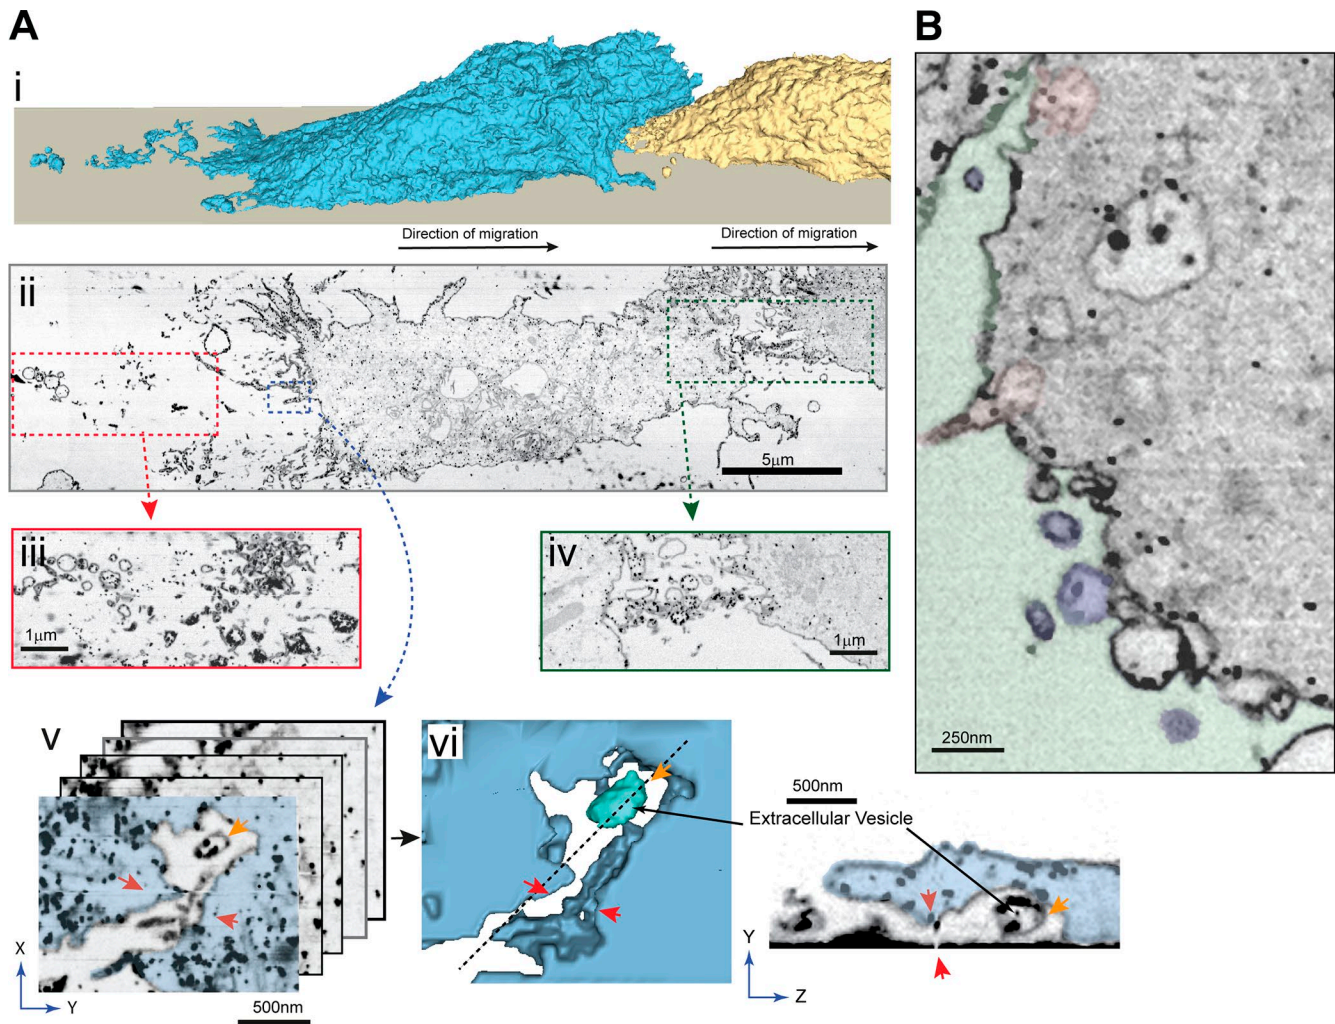 A
B
i
Direction of migration
Direction of migration
ii
5µm
iii
1µm
iv
1µm
250nm
v
vi
500nm
Extracellular Vesicle
X
Y
500nm
Y
Z